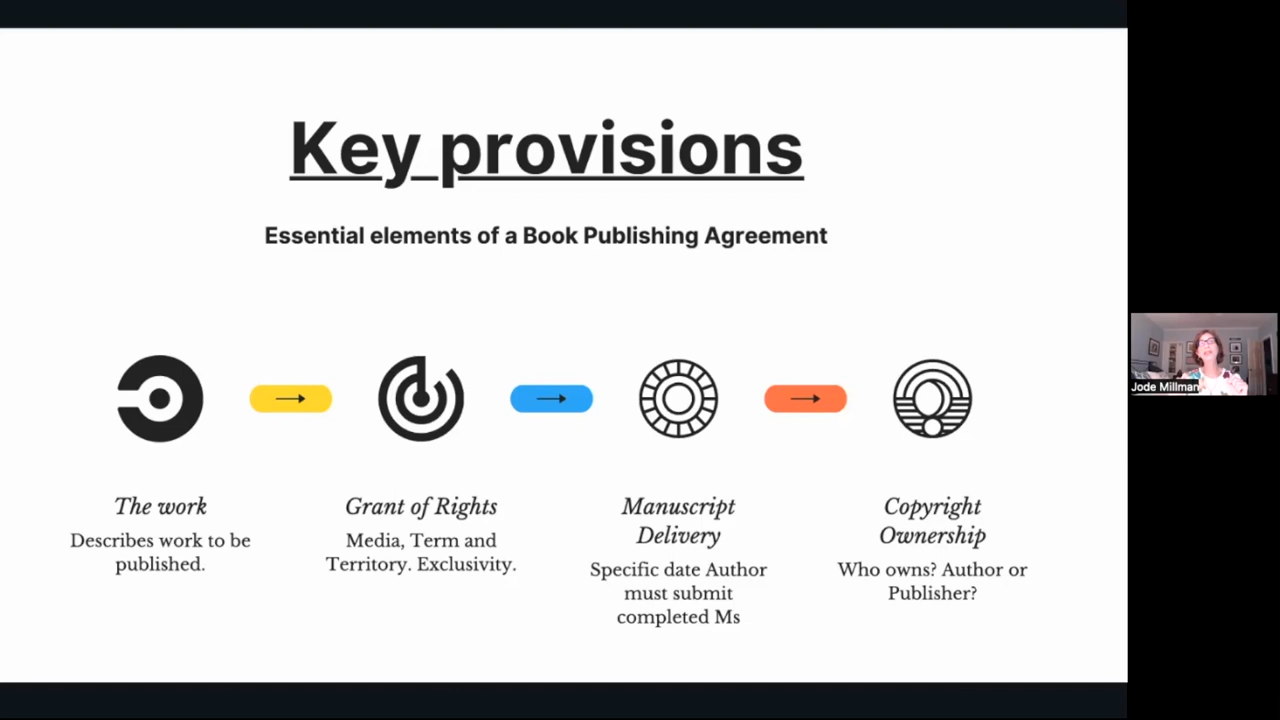 Key provisions
Essential elements of a Book Publishing Agreement
The work
Describes work to be
published.
Grant of Rights
Media, Term and
Territory. Exclusivity.
Manuscript
Delivery
Specific date Author
must submit
completed Ms
Copyright
Ownership
Who owns? Author or
Publisher?
Jode Millman